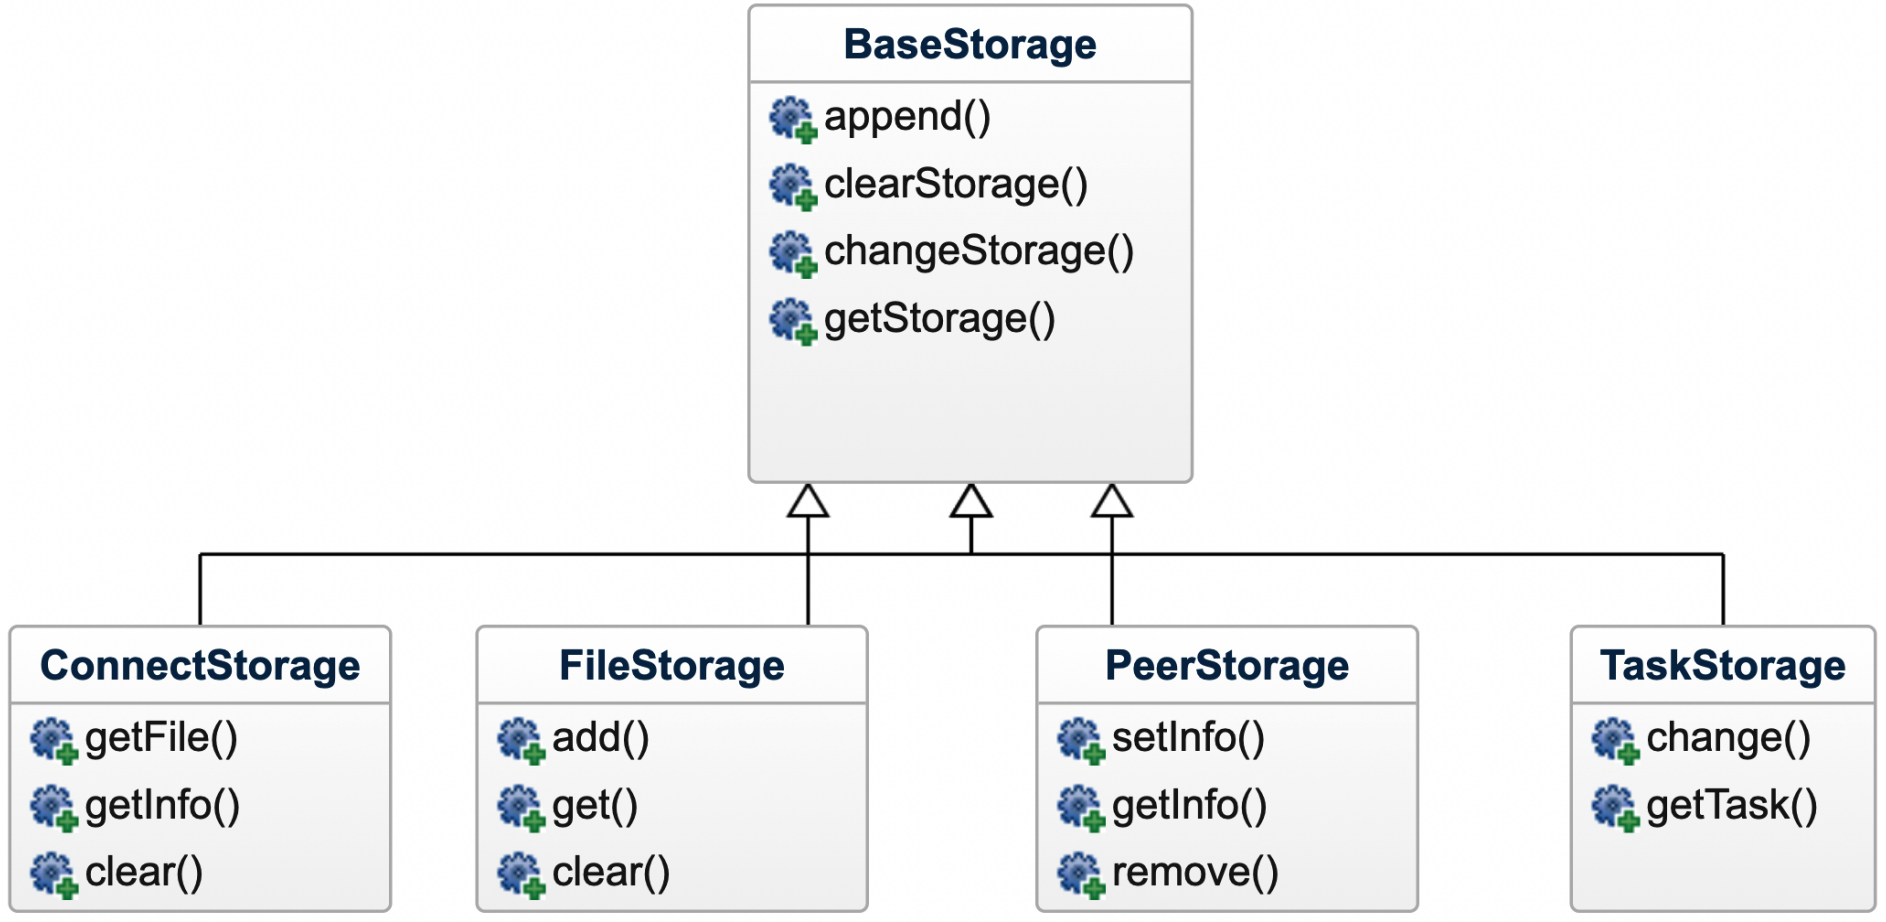 BaseStorage
append()
clearStorage()
changeStorage()
getStorage()
ConnectStorage
getFile()
getInfo()
clear()
FileStorage
add()
get()
clear()
PeerStorage
setInfo()
getInfo()
remove()
TaskStorage
change()
getTask()